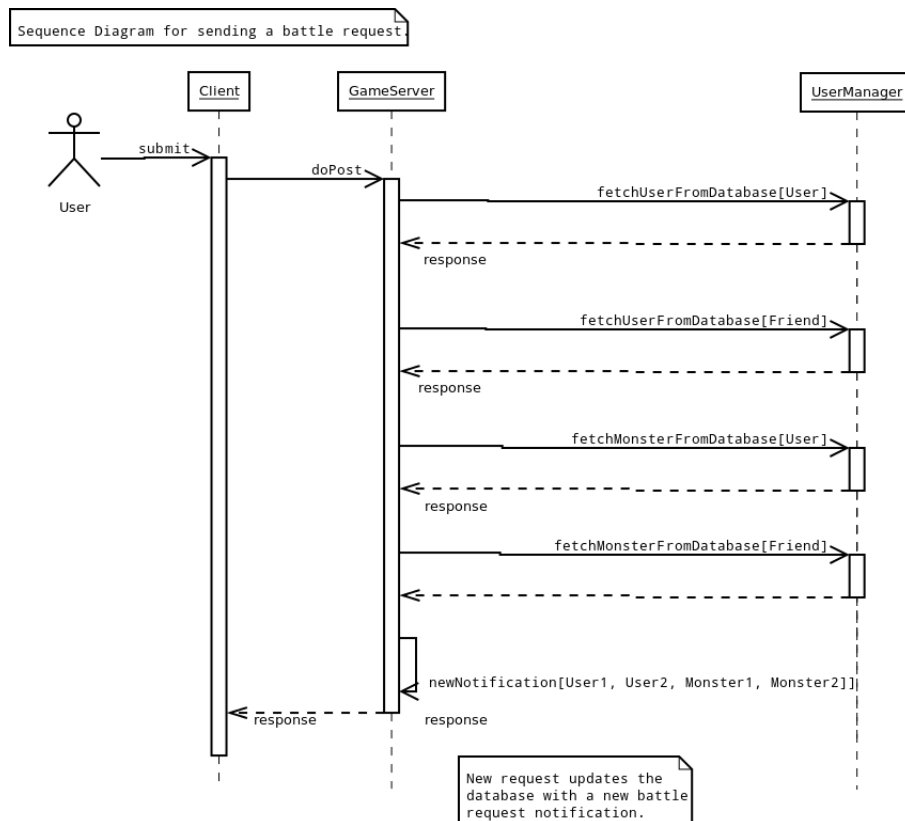 Sequence Diagram for sending a battle request.
Client
GameServer
UserManager
submit
User
doPost
fetchUserFromDatabase[User]
response
fetchUserFromDatabase[Friend]
response
fetchMonsterFromDatabase[User]
response
fetchMonsterFromDatabase[Friend]
newNotification[User1, User2, Monster1, Monster2]]
response
response
New request updates the
database with a new battle
request notification.